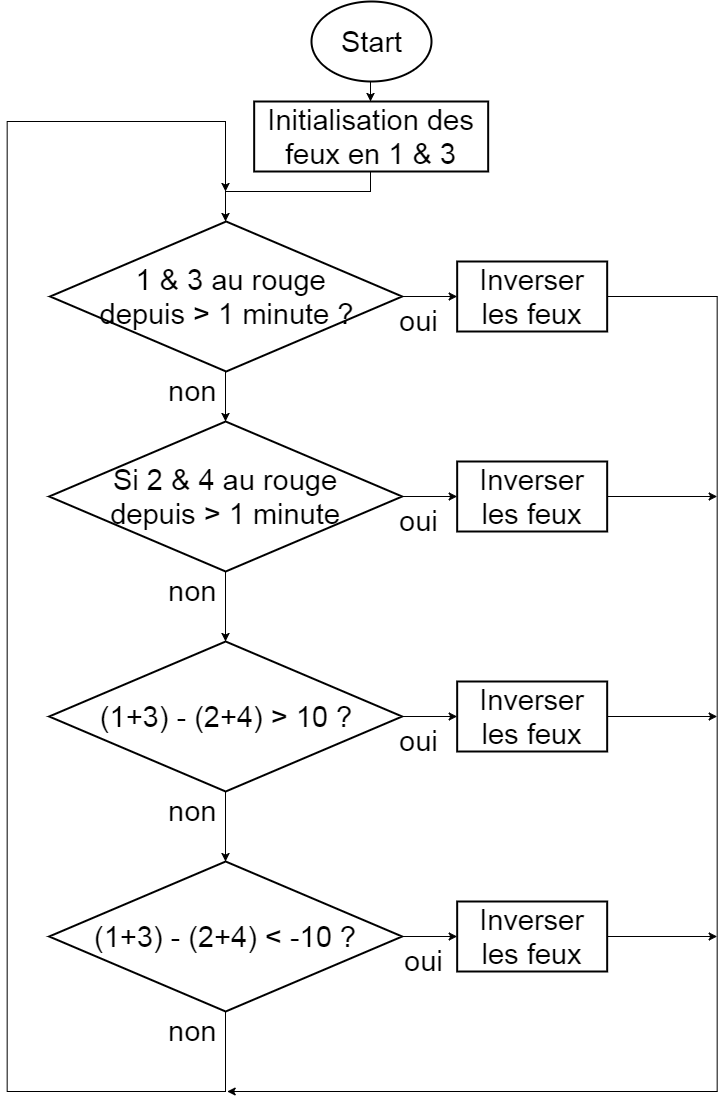 Start
Initialisation des
feux en 1 & 3
1 & 3 au rouge
depuis > 1 minute ?
oui
Inverser
les feux
non
Si 2 & 4 au rouge
depuis > 1 minute
oui
Inverser
les feux
non
(1+3) - (2+4) > 10 ?
oui
Inverser
les feux
non
(1+3) - (2+4) < -10 ?
oui
Inverser
les feux
non